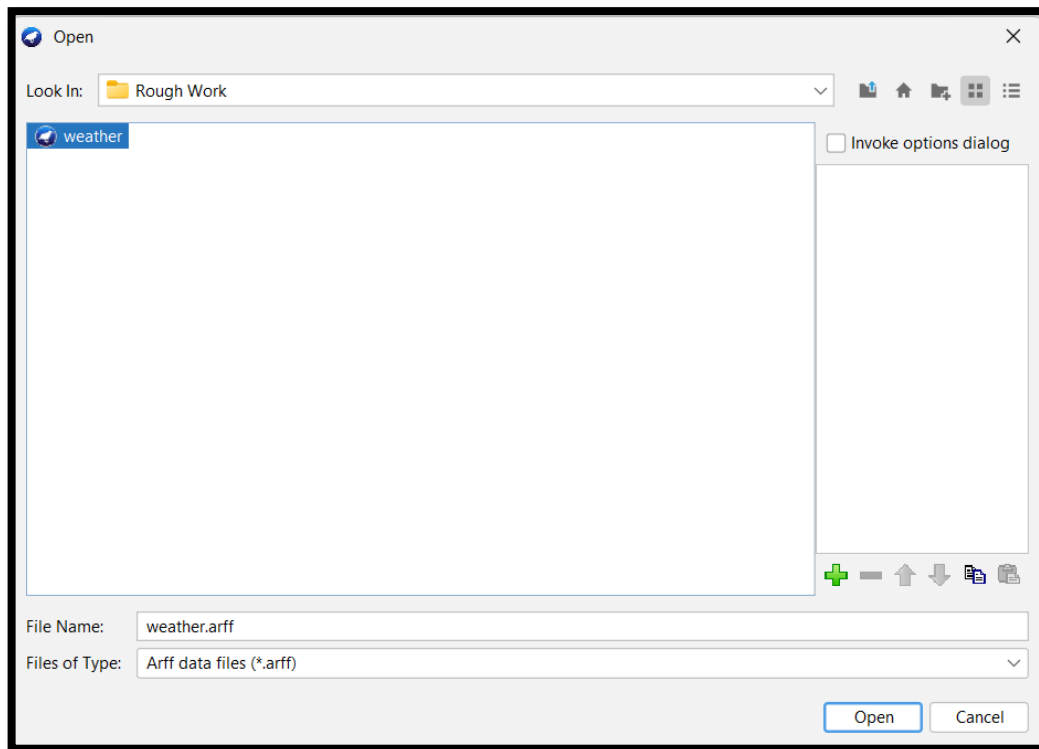 Open
Look In: Rough Work
weather
Invoke options dialog
File Name: weather.arff
Files of Type: Arff data files (*.arff)
Open Cancel